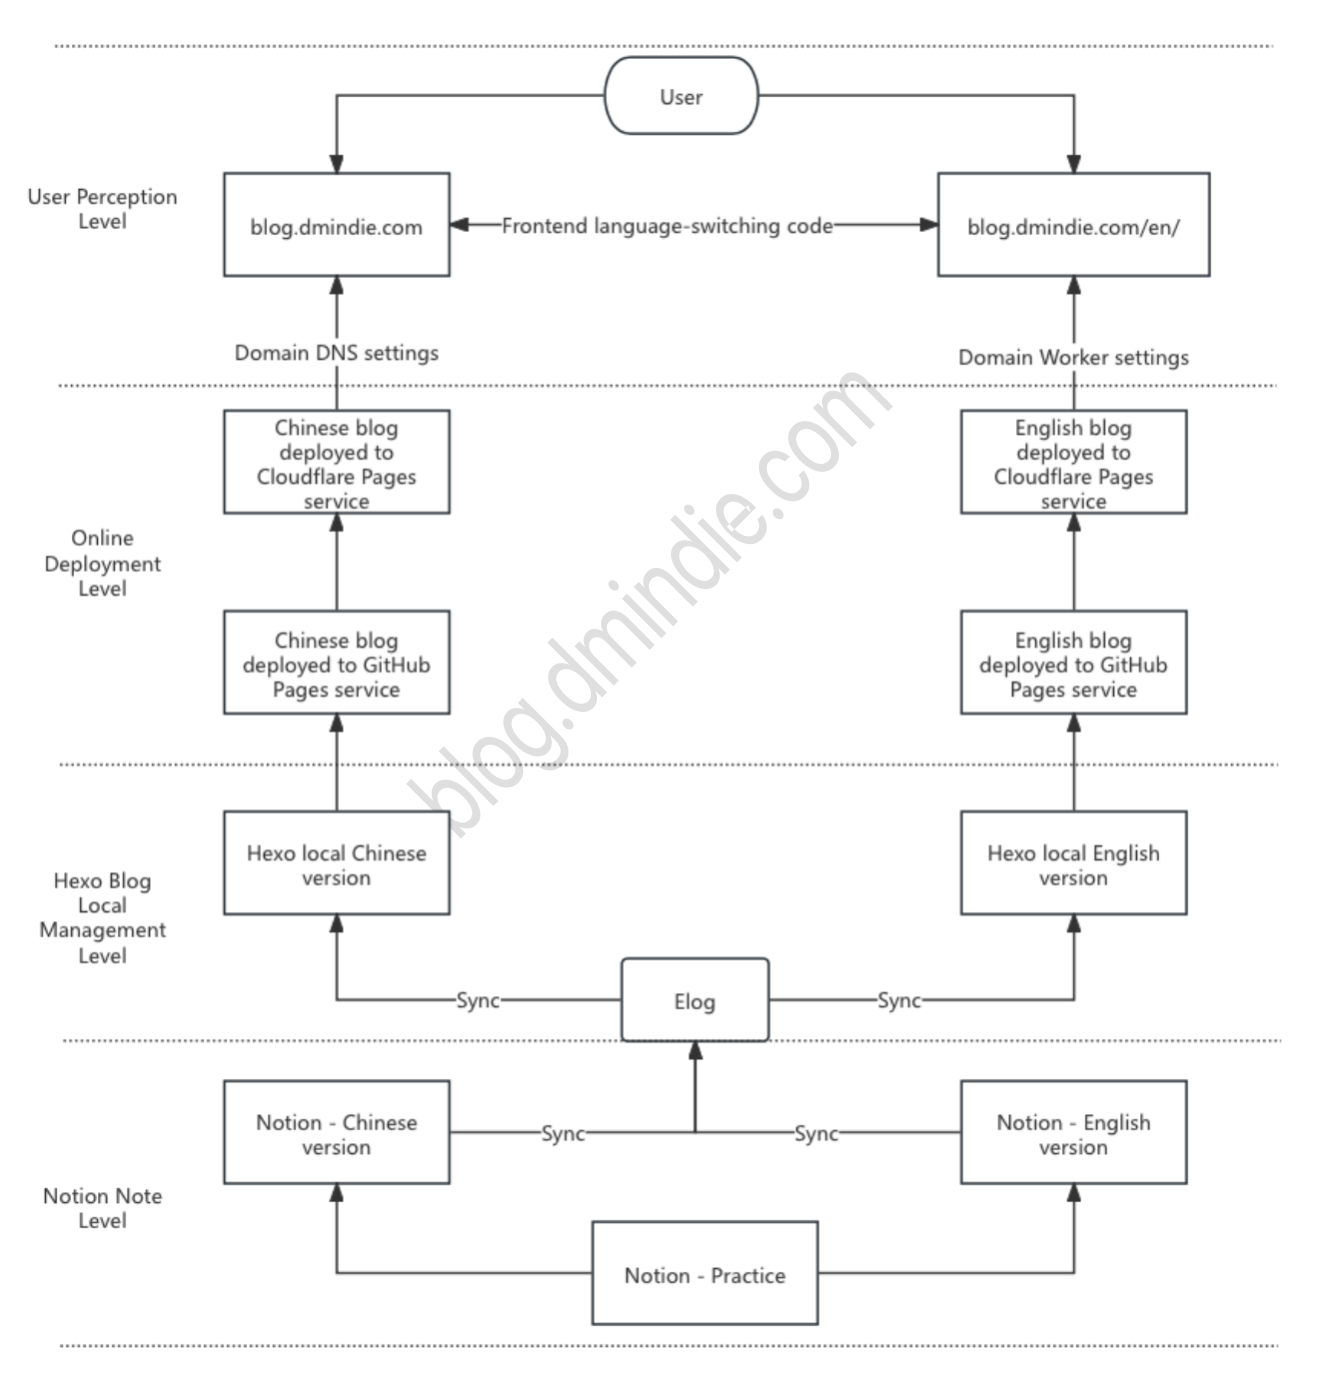 User
User Perception
Level
blog.dmindie.com
Frontend language-switching code
blog.dmindie.com/en/
Domain DNS settings
Domain Worker settings
Chinese blog
deployed to
Cloudflare Pages
service
English blog
deployed to
Cloudflare Pages
service
Online
Deployment
Level
Chinese blog
deployed to GitHub
Pages service
English blog
deployed to GitHub
Pages service
blog.dmindie.com
Hexo local Chinese
version
Hexo local English
version
Hexo Blog
Local
Management
Level
Sync
Elog
Sync
Notion - Chinese
version
Sync
Sync
Notion - English
version
Notion Note
Level
Notion - Practice